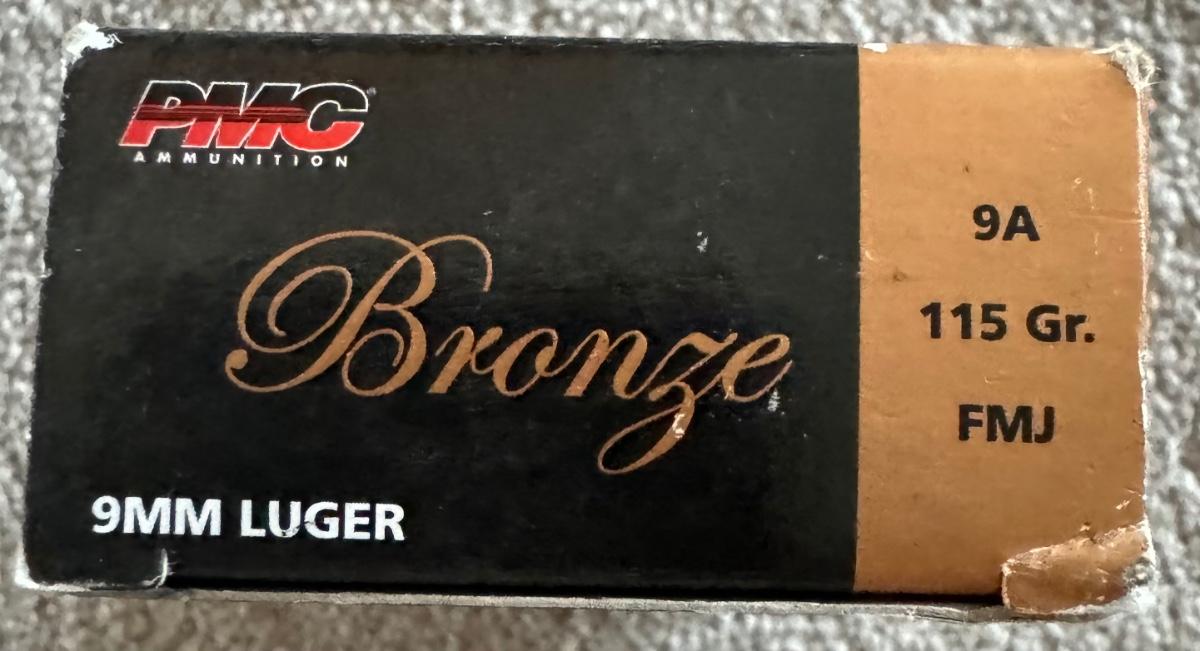 PMC®
AMMUNITION
Bronze
9MM LUGER
9A
115 Gr.
FMJ